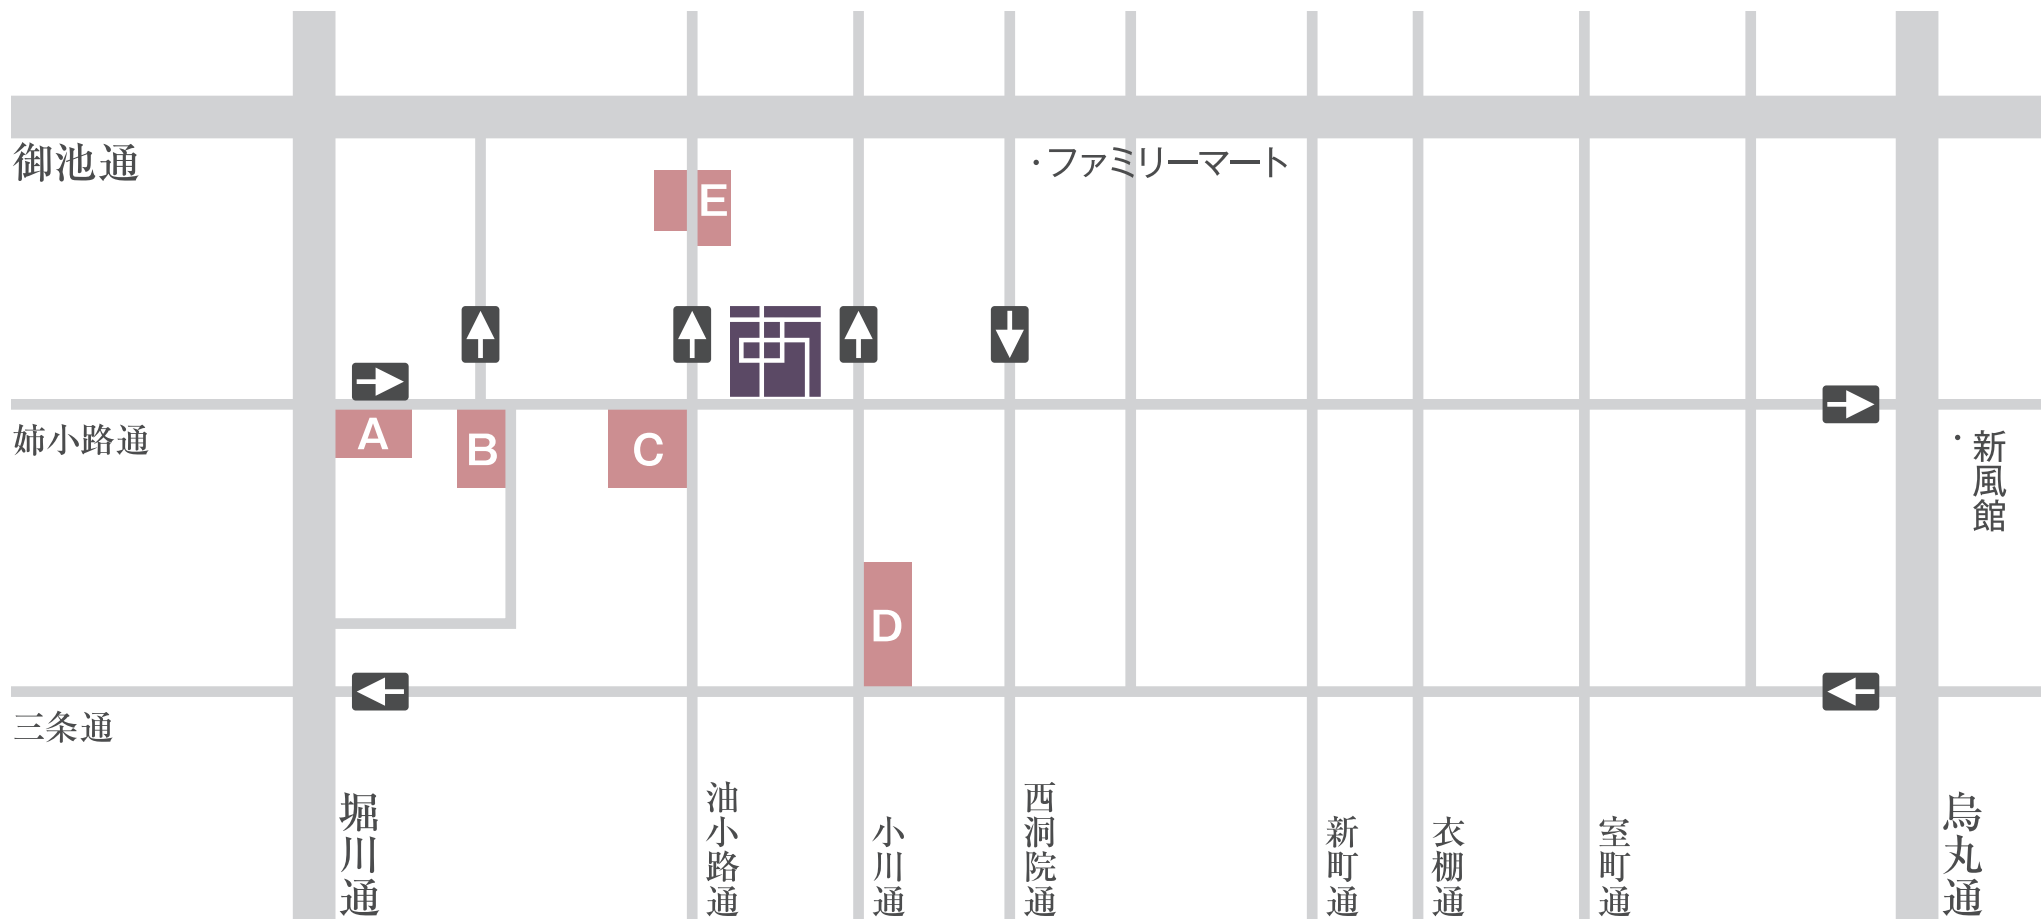 御池通
・ファミリーマート
E
姉小路通
A
B
C
・新風館
D
三条通
堀川通
油小路通
小川通
西洞院通
新町通
衣棚通
室町通
烏丸通